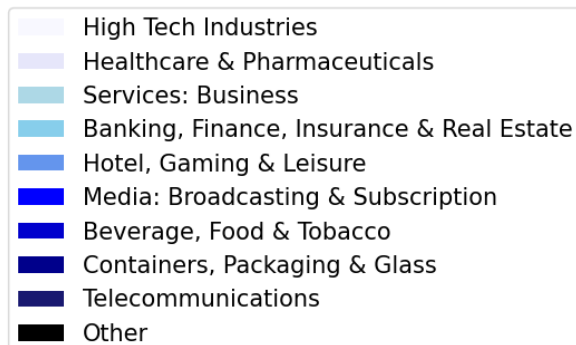 High Tech Industries
Healthcare & Pharmaceuticals
Services: Business
Banking, Finance, Insurance & Real Estate
Hotel, Gaming & Leisure
Media: Broadcasting & Subscription
Beverage, Food & Tobacco
Containers, Packaging & Glass
Telecommunications
Other